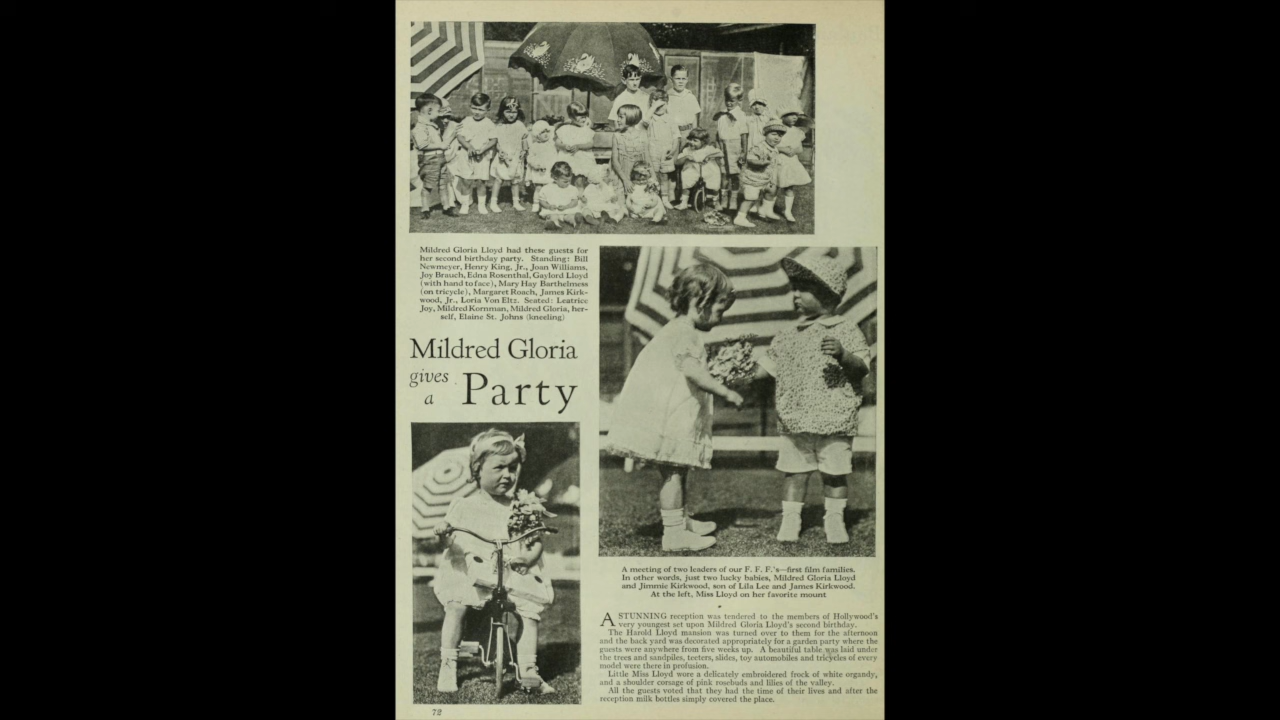 Mildred Gloria Lloyd had these guests for
her second birthday party. Standing: Bill
Newmeyer, Henry King, Jr., Joan Williams,
Joy Brauch, Edna Rosenthal, Gaylord Lloyd
(with hand to face), Mary Hay Barthelmess
(on tricycle), Margaret Roach, James Kirk-
wood, Jr., Loria Von Eltz. Seated: Leatrice
Joy, Mildred Kornman, Mildred Gloria, her-
self, Elaine St. Johns (kneeling)
Mildred Gloria
gives
a Party
A meeting of two leaders of our F. F. F.'s—first film families.
In other words, just two lucky babies, Mildred Gloria Lloyd
and Jimmie Kirkwood, son of Lila Lee and James Kirkwood.
At the left, Miss Lloyd on her favorite mount
A STUNNING reception was tendered to the members of Hollywood's
very youngest set upon Mildred Gloria Lloyd's second birthday.
The Harold Lloyd mansion was turned over to them for the afternoon
and the back yard was decorated appropriately for a garden party where the
guests were anywhere from five weeks up. A beautiful table was laid under
the trees and sandpiles, teeters, slides, toy automobiles and tricycles of every
model were there in profusion.
Little Miss Lloyd wore a delicately embroidered frock of white organdy,
and a shoulder corsage of pink rosebuds and lilies of the valley.
All the guests voted that they had the time of their lives and after the
reception milk bottles simply covered the place.
72